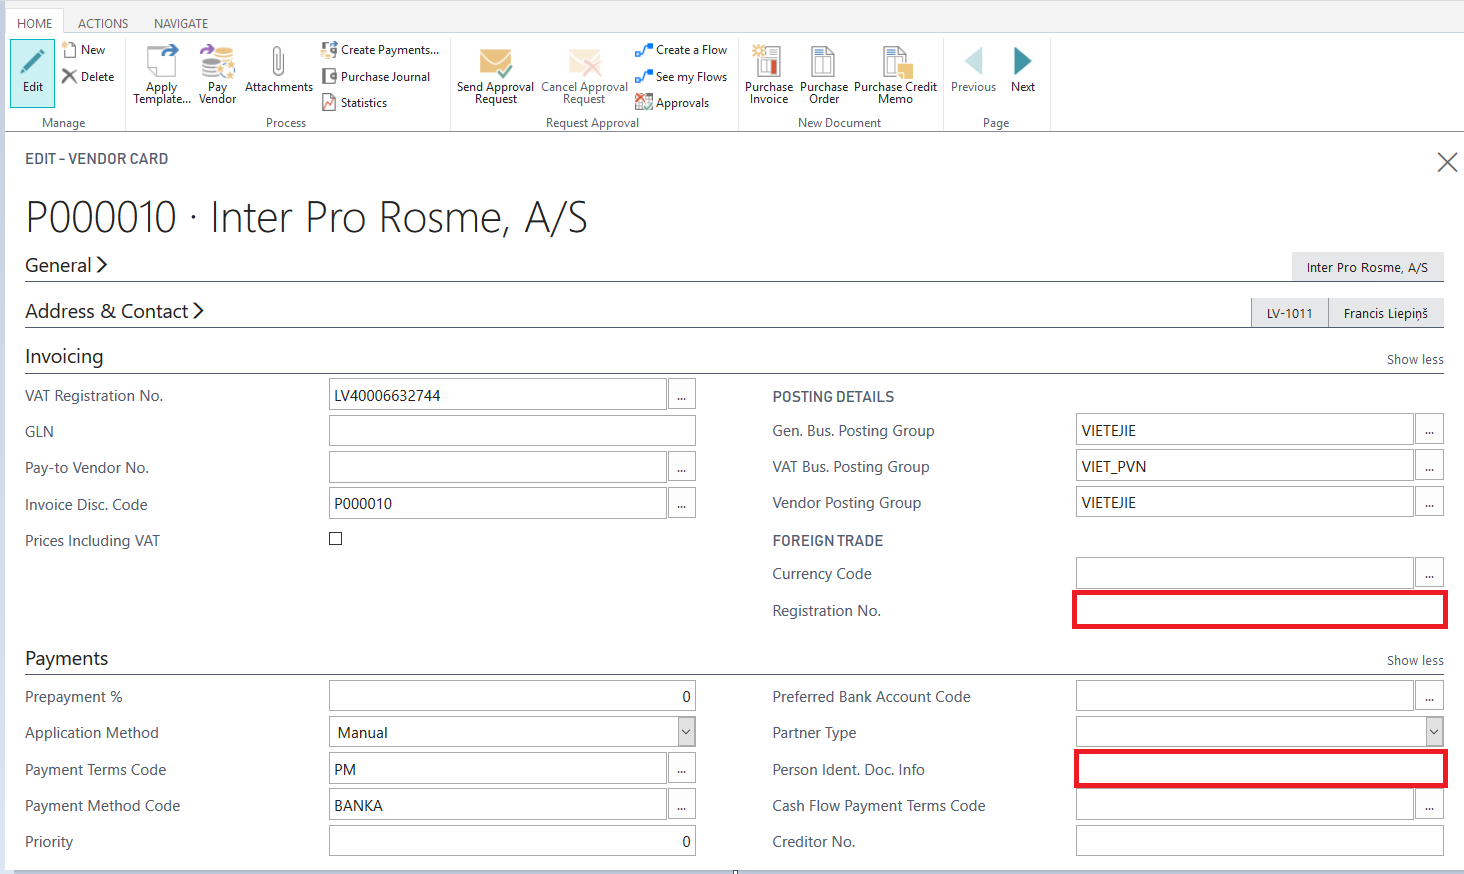 HOME ACTIONS NAVIGATE
Edit
New
Delete
Manage
Apply
Template...
Pay
Vendor
Attachments
Create Payments...
Purchase Journal
Statistics
Process
Send Approval
Request
Cancel Approval
Request
Create a Flow
See my Flows
Approvals
Request Approval
Purchase
Invoice
Purchase
Order
Purchase Credit
Memo
New Document
Previous
Next
Page
EDIT - VENDOR CARD
P000010 · Inter Pro Rosme, A/S
General
Inter Pro Rosme, A/S
Address & Contact
LV-1011 Francis Liepiņš
Invoicing
Show less
VAT Registration No. LV40006632744 ...
GLN
Pay-to Vendor No. ...
Invoice Disc. Code P000010 ...
Prices Including VAT
POSTING DETAILS
Gen. Bus. Posting Group VIETEJIE ...
VAT Bus. Posting Group VIET_PVN ...
Vendor Posting Group VIETEJIE ...
FOREIGN TRADE
Currency Code ...
Registration No.
Payments
Show less
Prepayment % 0
Application Method Manual
Payment Terms Code PM ...
Payment Method Code BANKA ...
Priority 0
Preferred Bank Account Code ...
Partner Type
Person Ident. Doc. Info
Cash Flow Payment Terms Code ...
Creditor No.